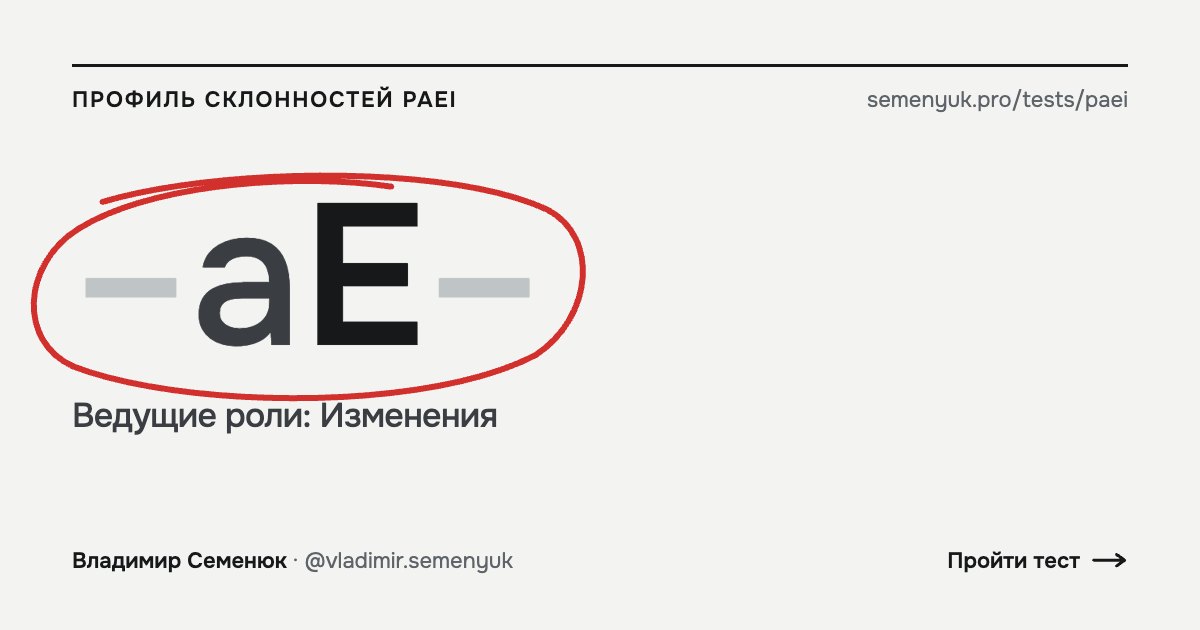 ПРОФИЛЬ СКЛОННОСТЕЙ PAEI
semenyuk.pro/tests/paei
—aE—
Ведущие роли: Изменения
Владимир Семенюк · @vladimir.semenyuk
Пройти тест →